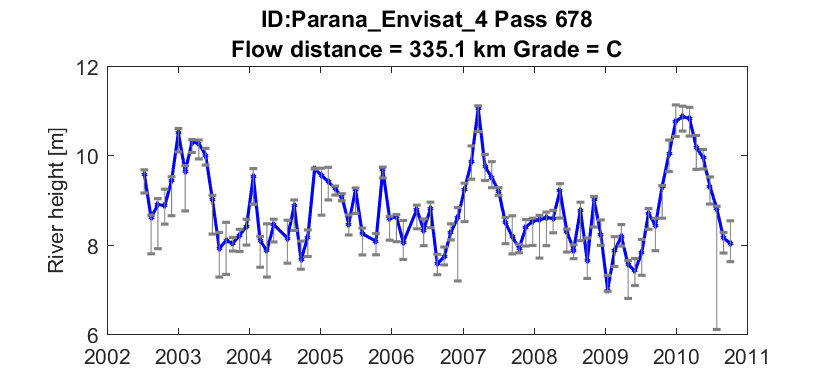 ID:Parana_Envisat_4 Pass 678
Flow distance = 335.1 km Grade = C
River height [m]
12
10
8
6
2002 2003 2004 2005 2006 2007 2008 2009 2010 2011